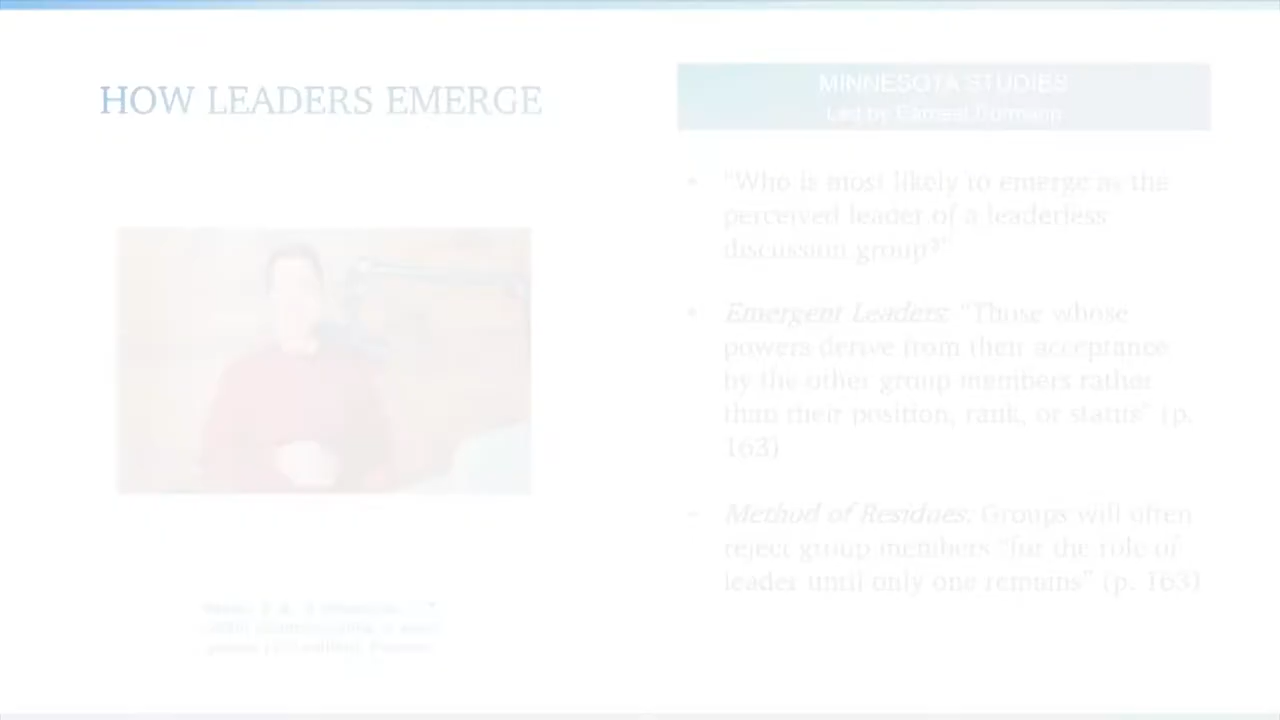 HOW LEADERS EMERGE
MINNESOTA STUDIES
Led by
• "Who is most likely to emerge as the
perceived leader of a leaderless
discussion group?"
• Emergent Leaders: "Those whose
powers derive from their acceptance
by the other group members rather
than their position, rank, or status" (p.
163)
• Method of Residues: Groups will often
reject group members "for the role of
leader until only one remains" (p. 163)